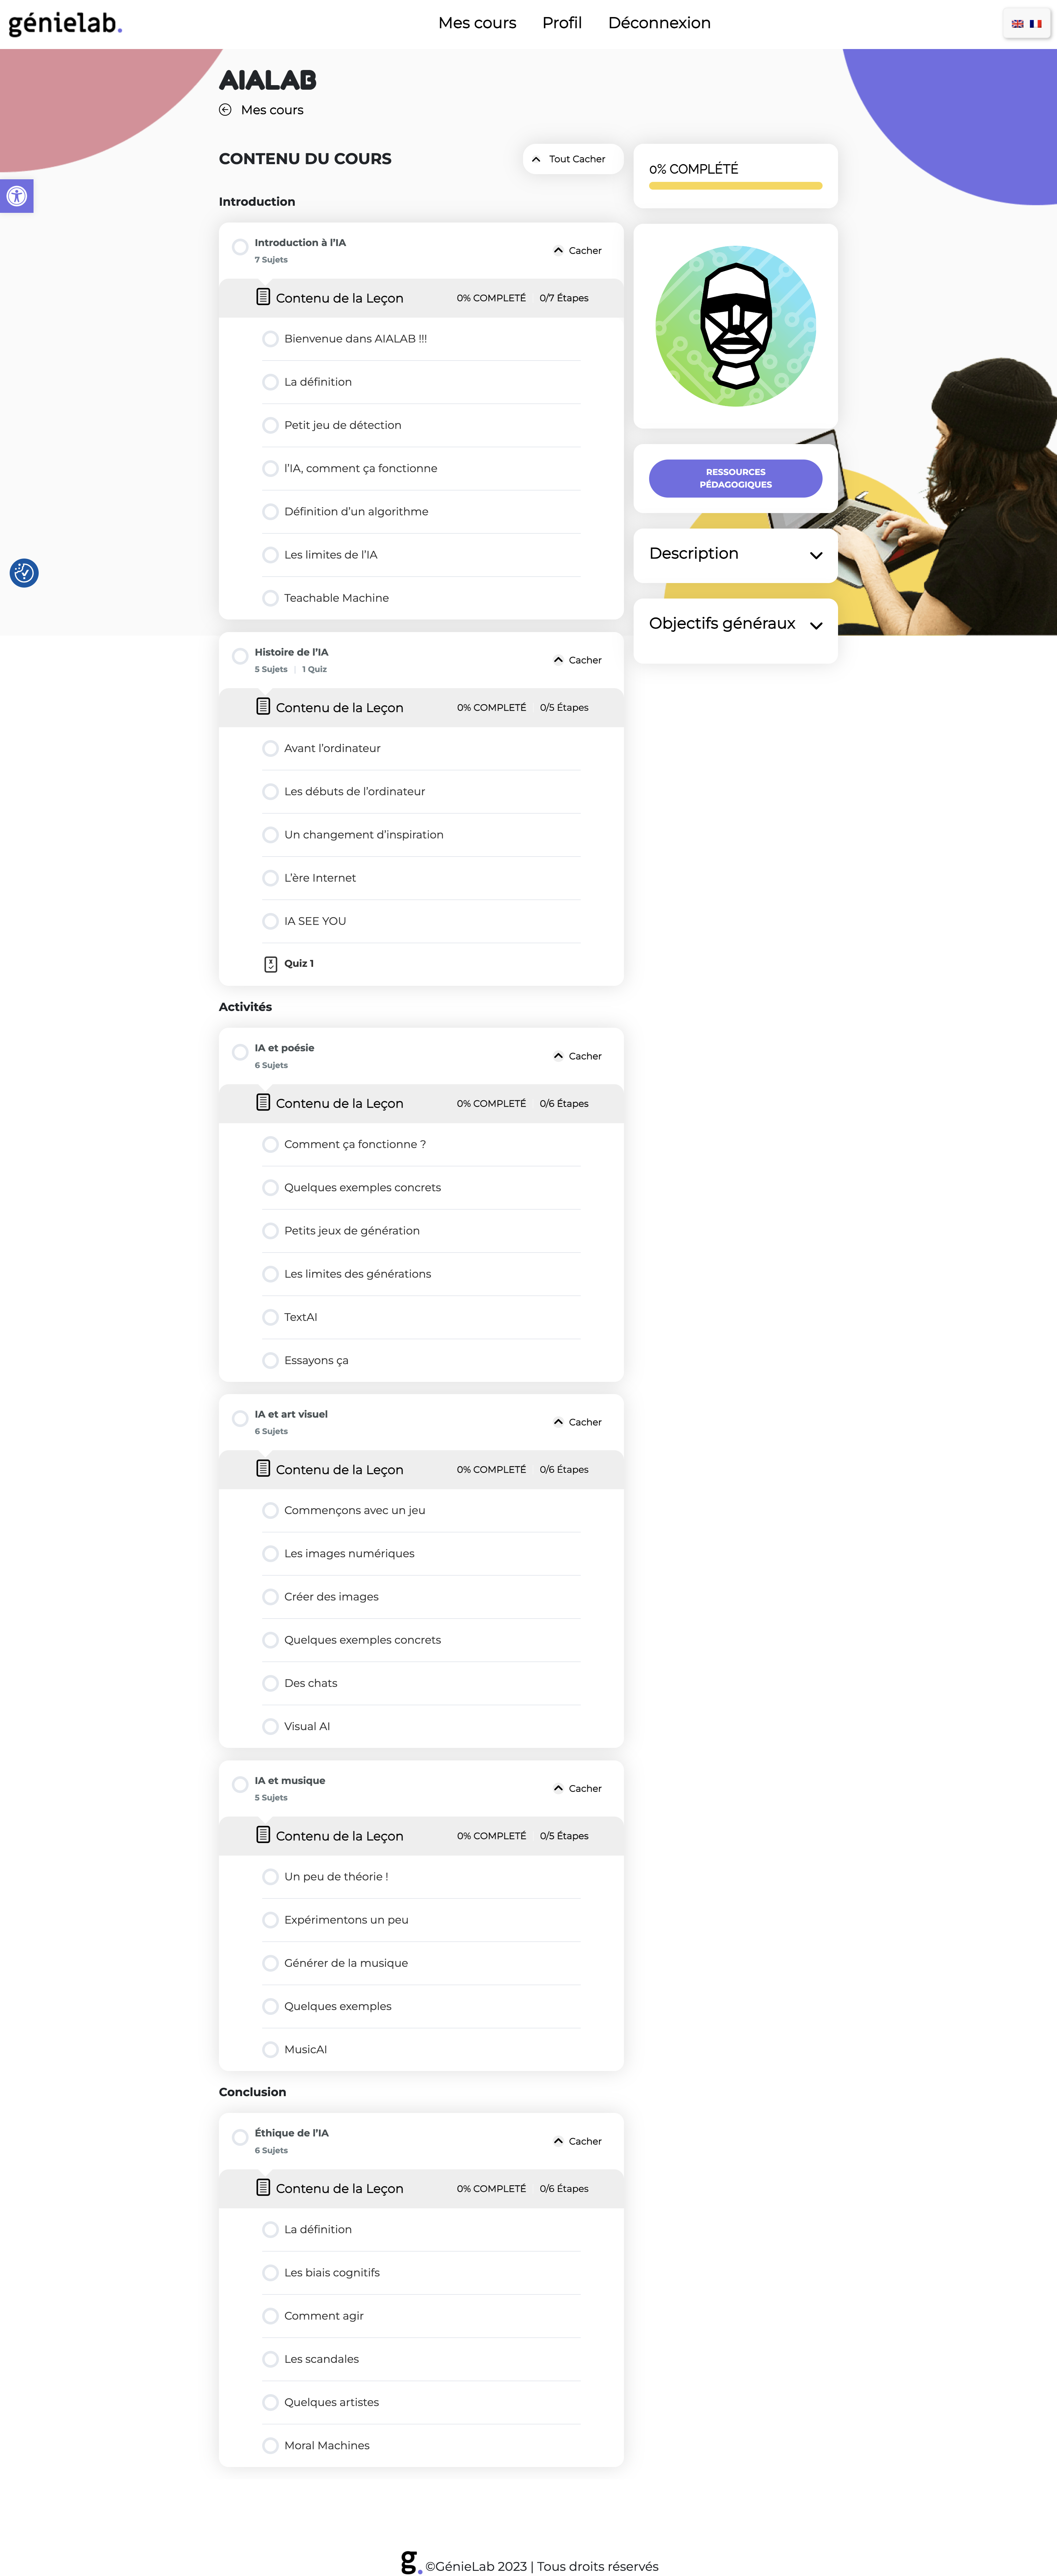 génielab.
Mes cours
Profil
Déconnexion
AIALAB
Mes cours
CONTENU DU COURS
Tout Cacher
0% COMPLÉTÉ
Introduction
Introduction à l’IA
7 Sujets
Cacher
Contenu de la Leçon
0% COMPLETÉ
0/7 Étapes
Bienvenue dans AIALAB !!!
La définition
Petit jeu de détection
l’IA, comment ça fonctionne
Définition d’un algorithme
Les limites de l’IA
Teachable Machine
RESSOURCES
PÉDAGOGIQUES
Description
Objectifs généraux
Histoire de l’IA
5 Sujets | 1 Quiz
Cacher
Contenu de la Leçon
0% COMPLETÉ
0/5 Étapes
Avant l’ordinateur
Les débuts de l’ordinateur
Un changement d’inspiration
L’ère Internet
IA SEE YOU
Quiz 1
Activités
IA et poésie
6 Sujets
Cacher
Contenu de la Leçon
0% COMPLETÉ
0/6 Étapes
Comment ça fonctionne ?
Quelques exemples concrets
Petits jeux de génération
Les limites des générations
TextAI
Essayons ça
IA et art visuel
6 Sujets
Cacher
Contenu de la Leçon
0% COMPLETÉ
0/6 Étapes
Commençons avec un jeu
Les images numériques
Créer des images
Quelques exemples concrets
Des chats
Visual AI
IA et musique
5 Sujets
Cacher
Contenu de la Leçon
0% COMPLETÉ
0/5 Étapes
Un peu de théorie !
Expérimentons un peu
Générer de la musique
Quelques exemples
MusicAI
Conclusion
Éthique de l’IA
6 Sujets
Cacher
Contenu de la Leçon
0% COMPLETÉ
0/6 Étapes
La définition
Les biais cognitifs
Comment agir
Les scandales
Quelques artistes
Moral Machines
g. ©GénieLab 2023 | Tous droits réservés